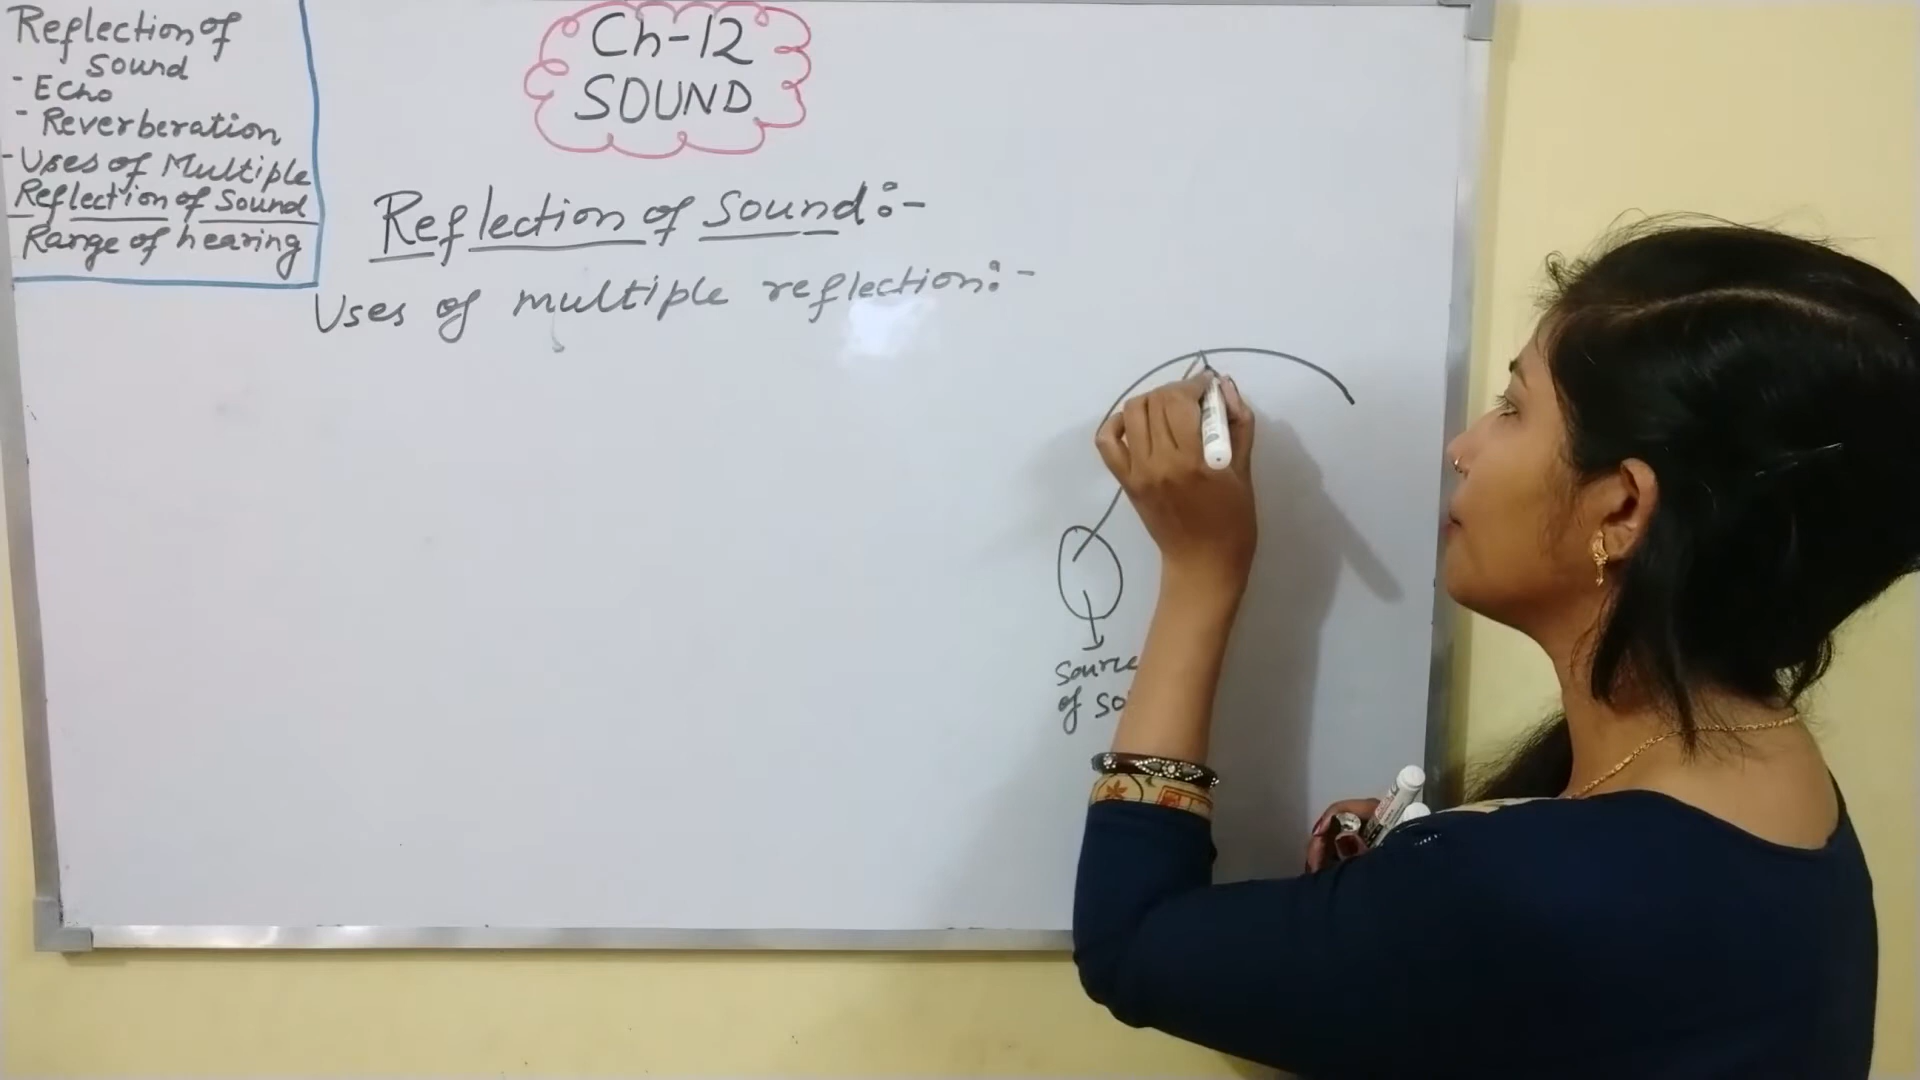 Reflection of
Sound
- Echo
- Reverberation
- Uses of Multiple
Reflection of Sound
Range of hearing
Ch-12
SOUND
Reflection of Sound:-
Uses of multiple reflection:-
Source
of so